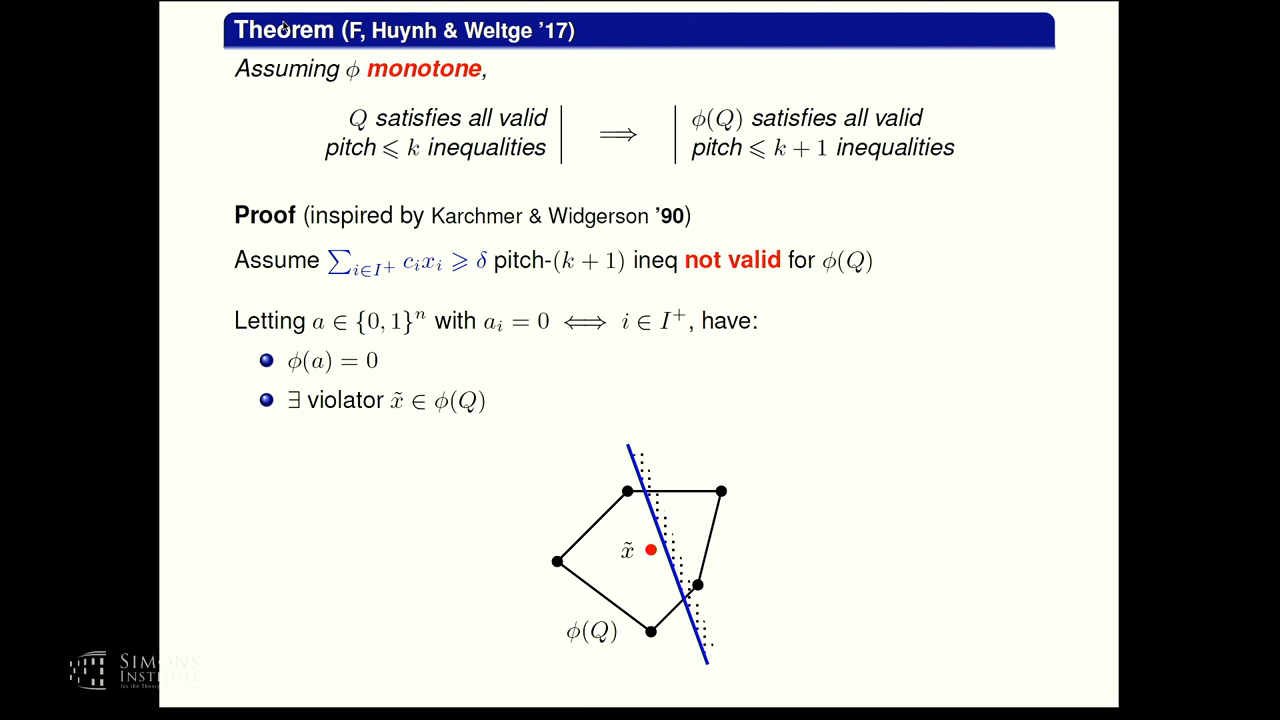 Theorem (F, Huynh & Weltge ’17)
Assuming ϕ monotone,
Q satisfies all valid
pitch ⩽ k inequalities
⟹
ϕ(Q) satisfies all valid
pitch ⩽ k + 1 inequalities
Proof (inspired by Karchmer & Widgerson ’90)
Assume ∑_{i∈I⁺} c_i x_i ⩾ δ pitch-(k + 1) ineq not valid for ϕ(Q)
Letting a ∈ {0, 1}ⁿ with a_i = 0 ⟺ i ∈ I⁺, have:
ϕ(a) = 0
∃ violator x̃ ∈ ϕ(Q)
x̃
ϕ(Q)
SIMONS